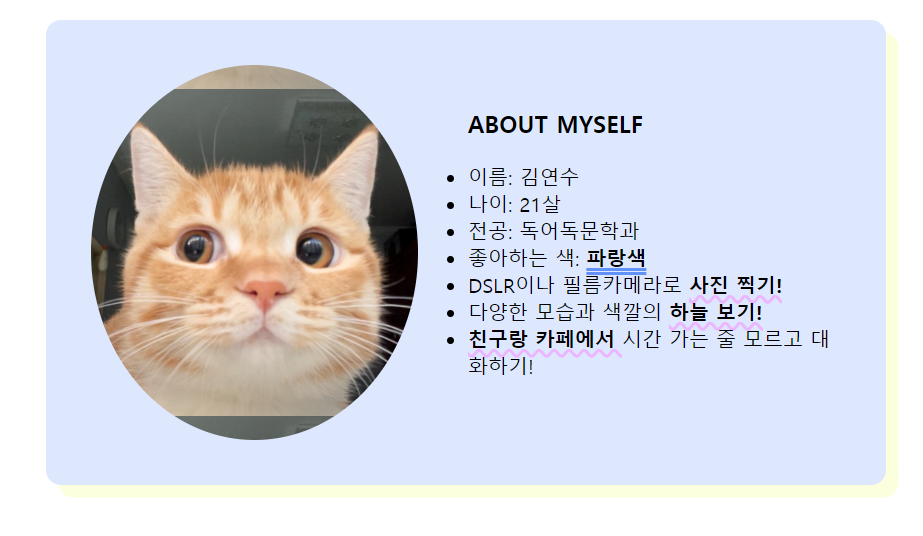 ABOUT MYSELF
이름: 김연수
나이: 21살
전공: 독어독문학과
좋아하는 색: 파랑색
DSLR이나 필름카메라로 사진 찍기!
다양한 모습과 색깔의 하늘 보기!
친구랑 카페에서 시간 가는 줄 모르고 대
화하기!